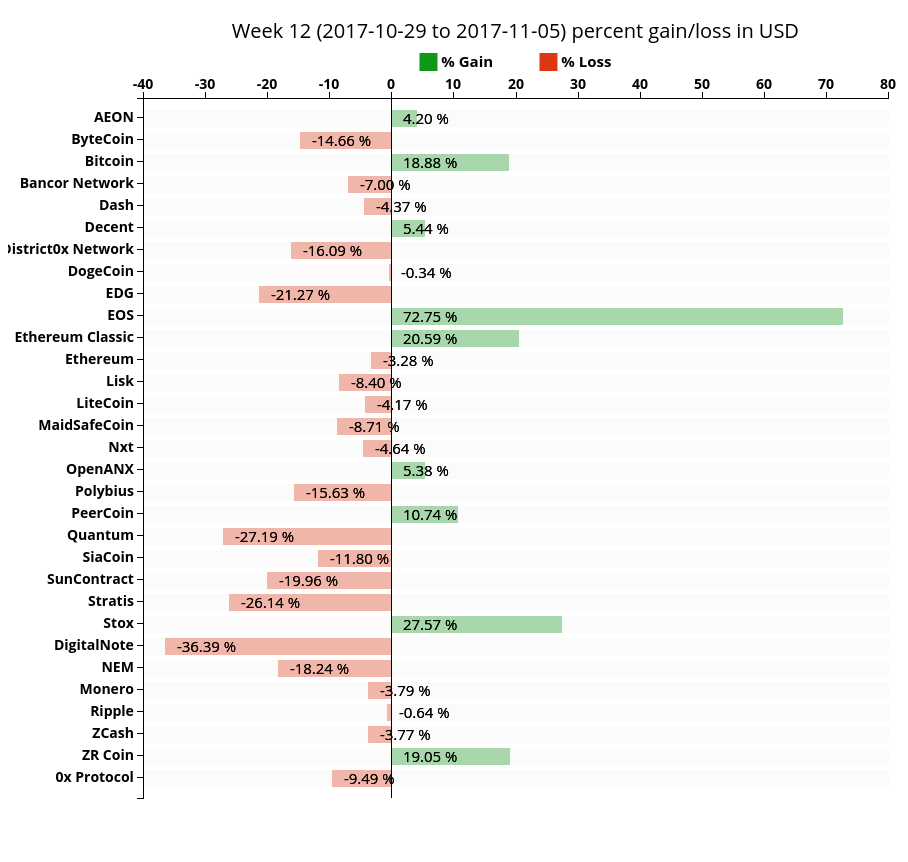 Week 12 (2017-10-29 to 2017-11-05) percent gain/loss in USD
% Gain % Loss
-40 -30 -20 -10 0 10 20 30 40 50 60 70 80
AEON 4.20 %
ByteCoin -14.66 %
Bitcoin 18.88 %
Bancor Network -7.00 %
Dash -4.37 %
Decent 5.44 %
istrict0x Network -16.09 %
DogeCoin -0.34 %
EDG -21.27 %
EOS 72.75 %
Ethereum Classic 20.59 %
Ethereum -3.28 %
Lisk -8.40 %
LiteCoin -4.17 %
MaidSafeCoin -8.71 %
Nxt -4.64 %
OpenANX 5.38 %
Polybius -15.63 %
PeerCoin 10.74 %
Quantum -27.19 %
SiaCoin -11.80 %
SunContract -19.96 %
Stratis -26.14 %
Stox 27.57 %
DigitalNote -36.39 %
NEM -18.24 %
Monero -3.79 %
Ripple -0.64 %
ZCash -3.77 %
ZR Coin 19.05 %
0x Protocol -9.49 %